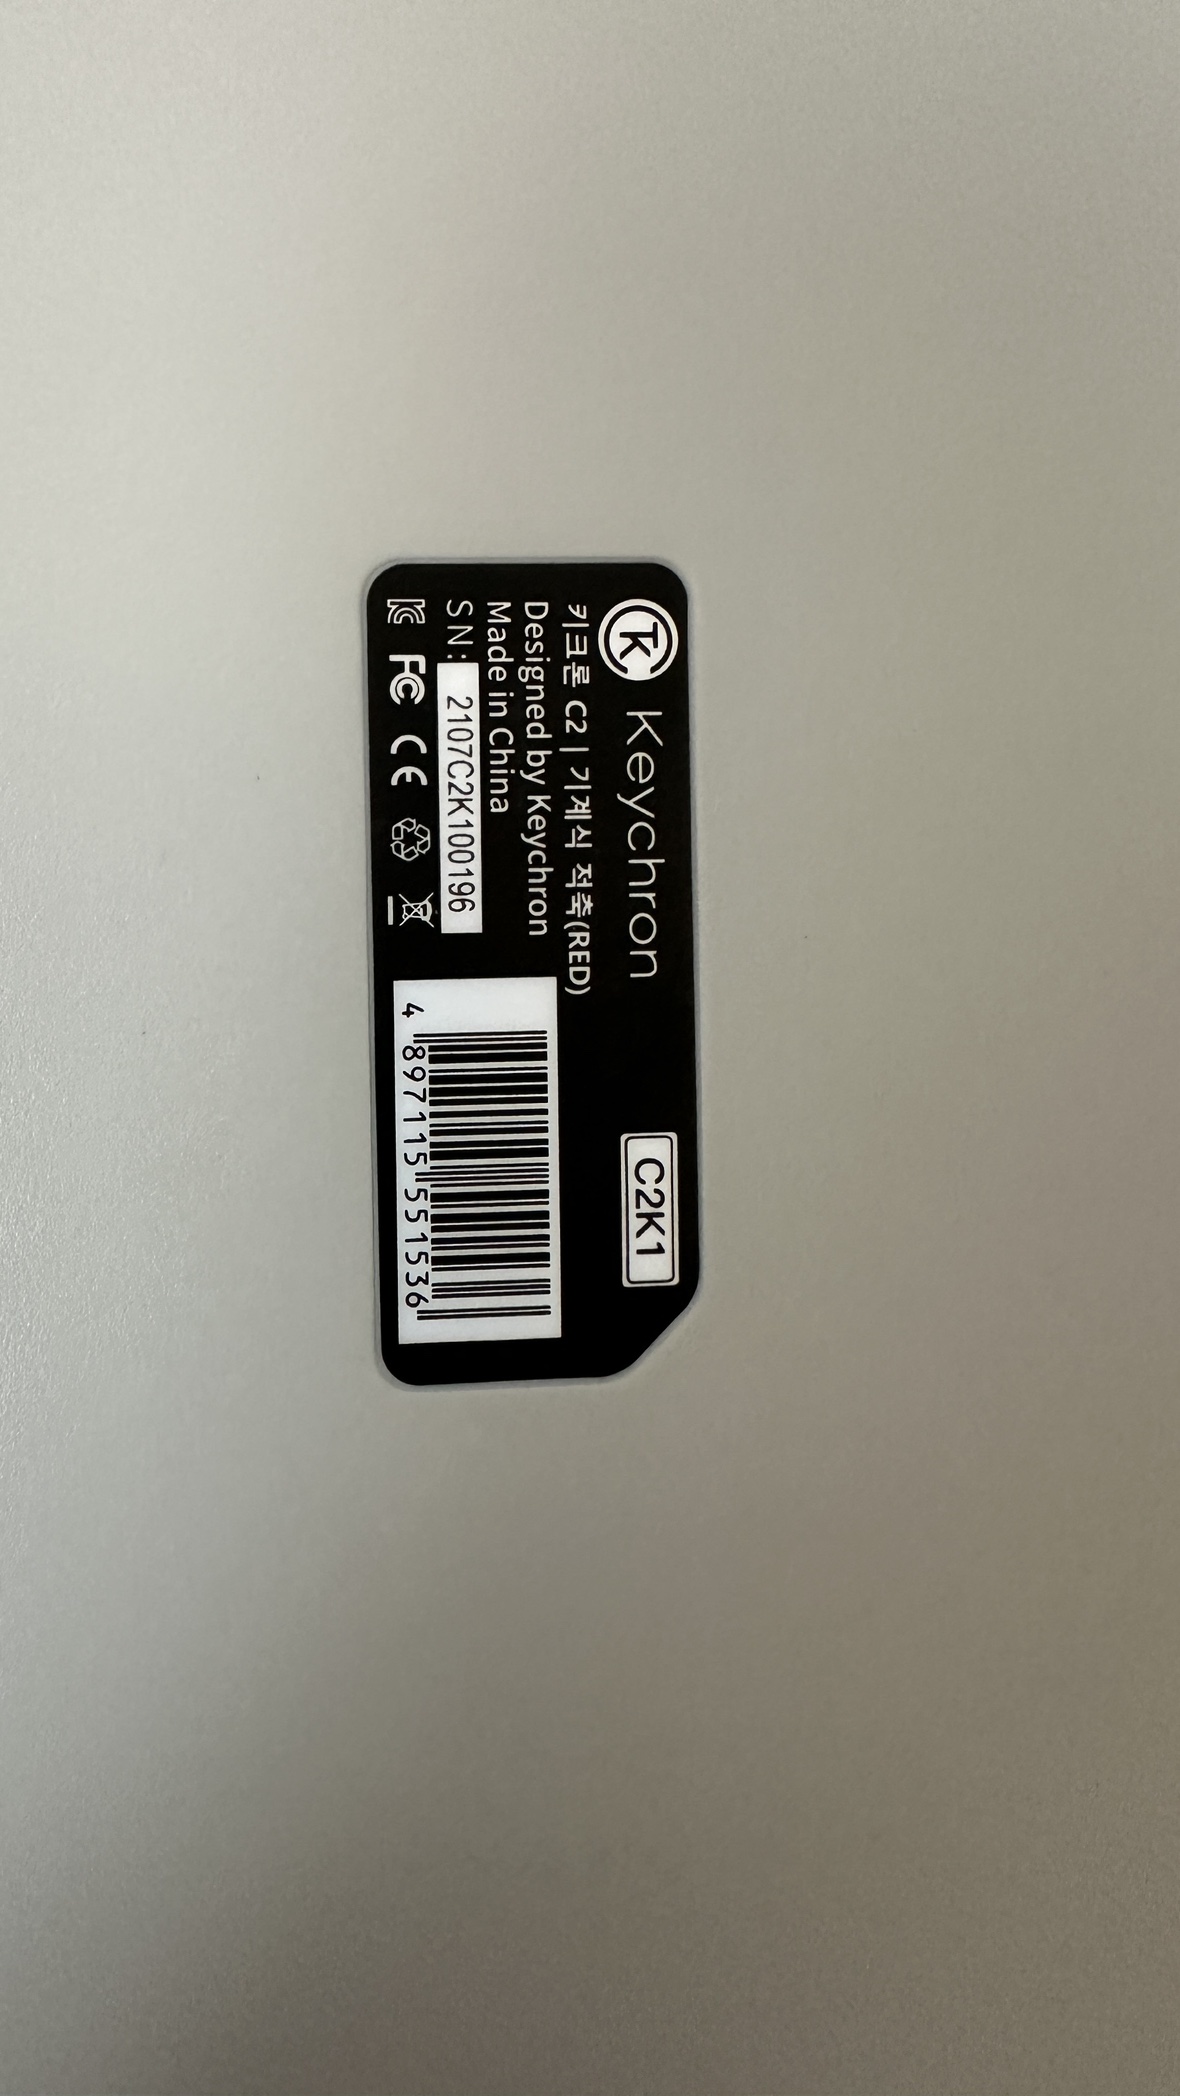 Keychron
C2K1
키크론 C2 | 기계식 적축(RED)
Designed by Keychron
Made in China
SN: 2107C2K100196
4 897115 551536